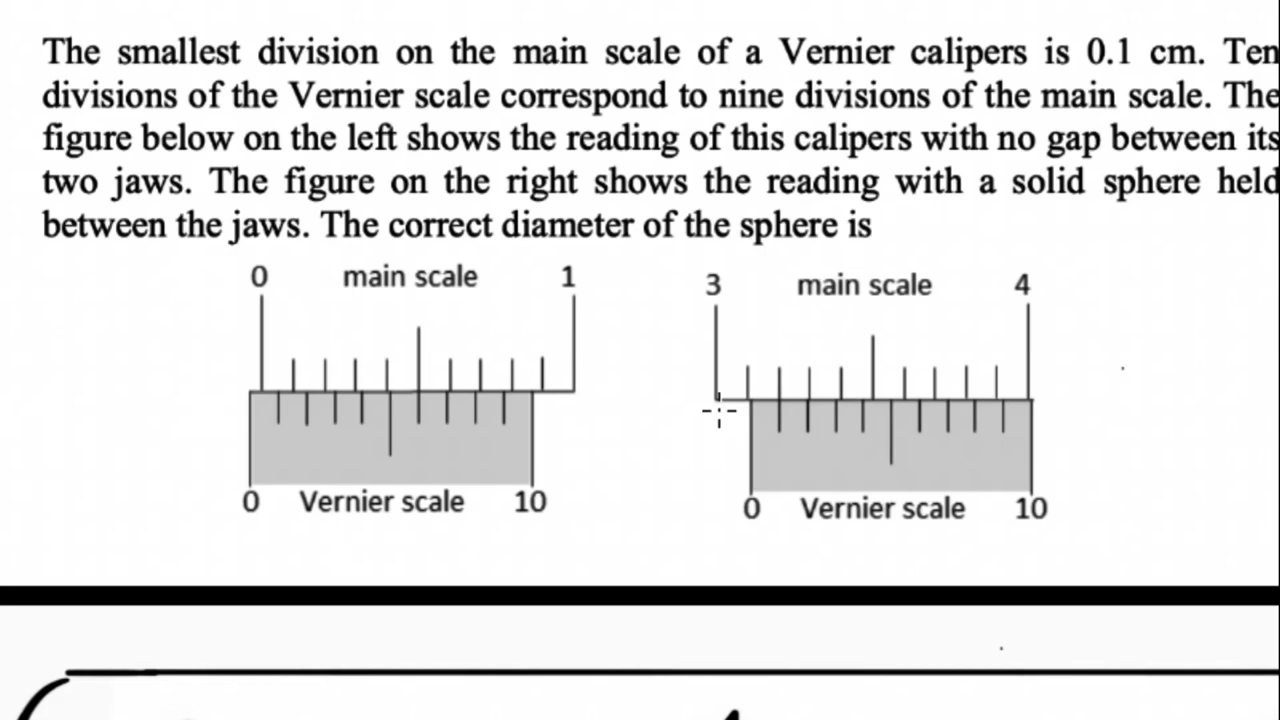 The smallest division on the main scale of a Vernier calipers is 0.1 cm. Ten
divisions of the Vernier scale correspond to nine divisions of the main scale. The
figure below on the left shows the reading of this calipers with no gap between its
two jaws. The figure on the right shows the reading with a solid sphere held
between the jaws. The correct diameter of the sphere is
0 main scale 1
3 main scale 4
0 Vernier scale 10
0 Vernier scale 10